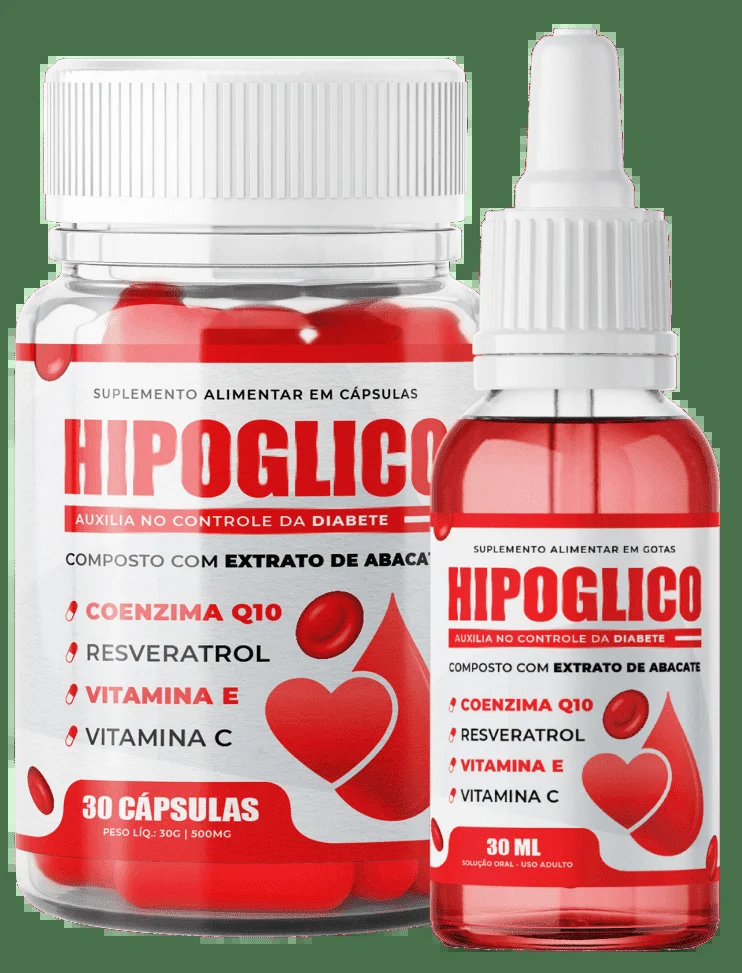 SUPLEMENTO ALIMENTAR EM CÁPSULAS
HIPOGLICO
AUXILIA NO CONTROLE DA DIABETE
COMPOSTO COM EXTRATO DE ABACAT
COENZIMA Q10
RESVERATROL
VITAMINA E
VITAMINA C
30 CÁPSULAS
PESO LÍQ.: 30G | 500MG
SUPLEMENTO ALIMENTAR EM GOTAS
HIPOGLICO
AUXILIA NO CONTROLE DA DIABETE
COMPOSTO COM EXTRATO DE ABACATE
COENZIMA Q10
RESVERATROL
VITAMINA E
VITAMINA C
30 ML
SOLUÇÃO ORAL - USO ADULTO